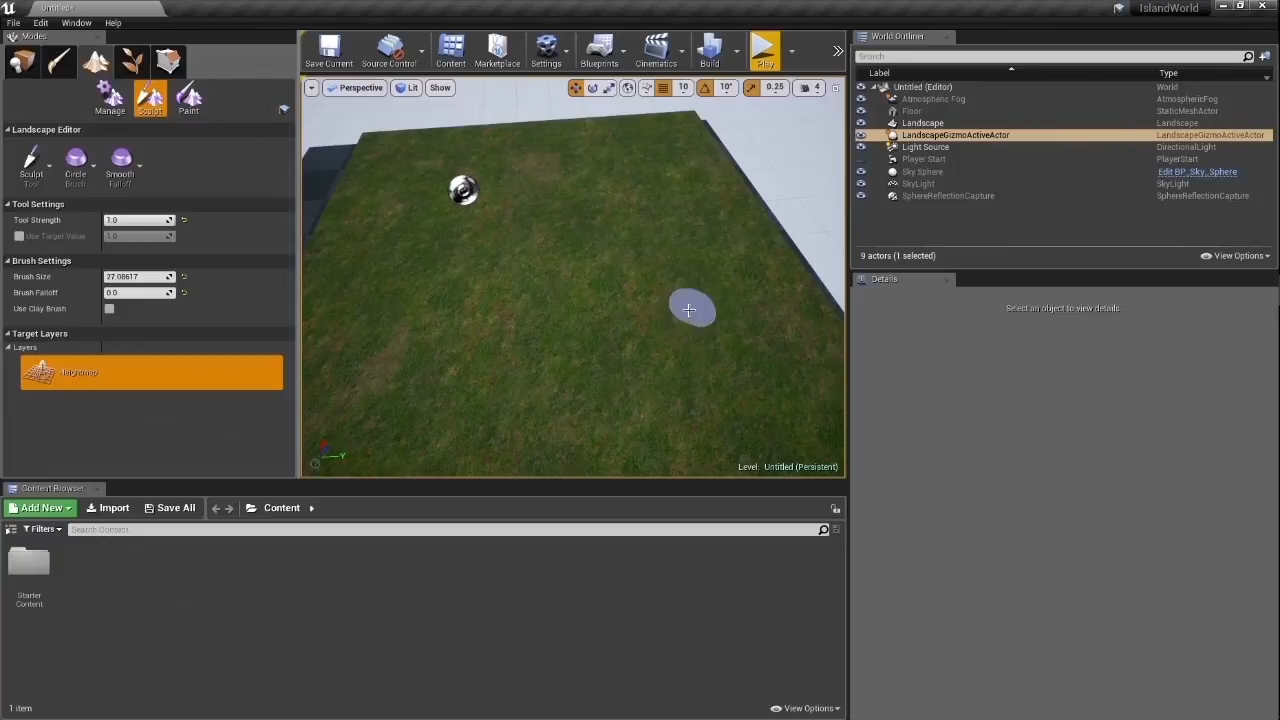 Untitled+
IslandWorld
File Edit Window Help
Modes
Manage Sculpt Paint
Landscape Editor
Sculpt Circle Smooth
Tool Brush Falloff
Tool Settings
Tool Strength 1.0
Use Target Value 1.0
Brush Settings
Brush Size 27.08617
Brush Falloff 0.0
Use Clay Brush
Target Layers
Layers
Heightmap
Save Current Source Control Content Marketplace Settings Blueprints Cinematics Build Play
Perspective Lit Show 10 10° 0.25 4
Y
Level: Untitled (Persistent)
World Outliner
Search
Label Type
Untitled (Editor) World
Atmospheric Fog AtmosphericFog
Floor StaticMeshActor
Landscape Landscape
LandscapeGizmoActiveActor LandscapeGizmoActiveActor
Light Source DirectionalLight
Player Start PlayerStart
Sky Sphere Edit BP_Sky_Sphere
SkyLight SkyLight
SphereReflectionCapture SphereReflectionCapture
9 actors (1 selected) View Options
Details
Select an object to view details.
Content Browser
Add New Import Save All Content
Filters Search Content
Starter
Content
1 item View Options